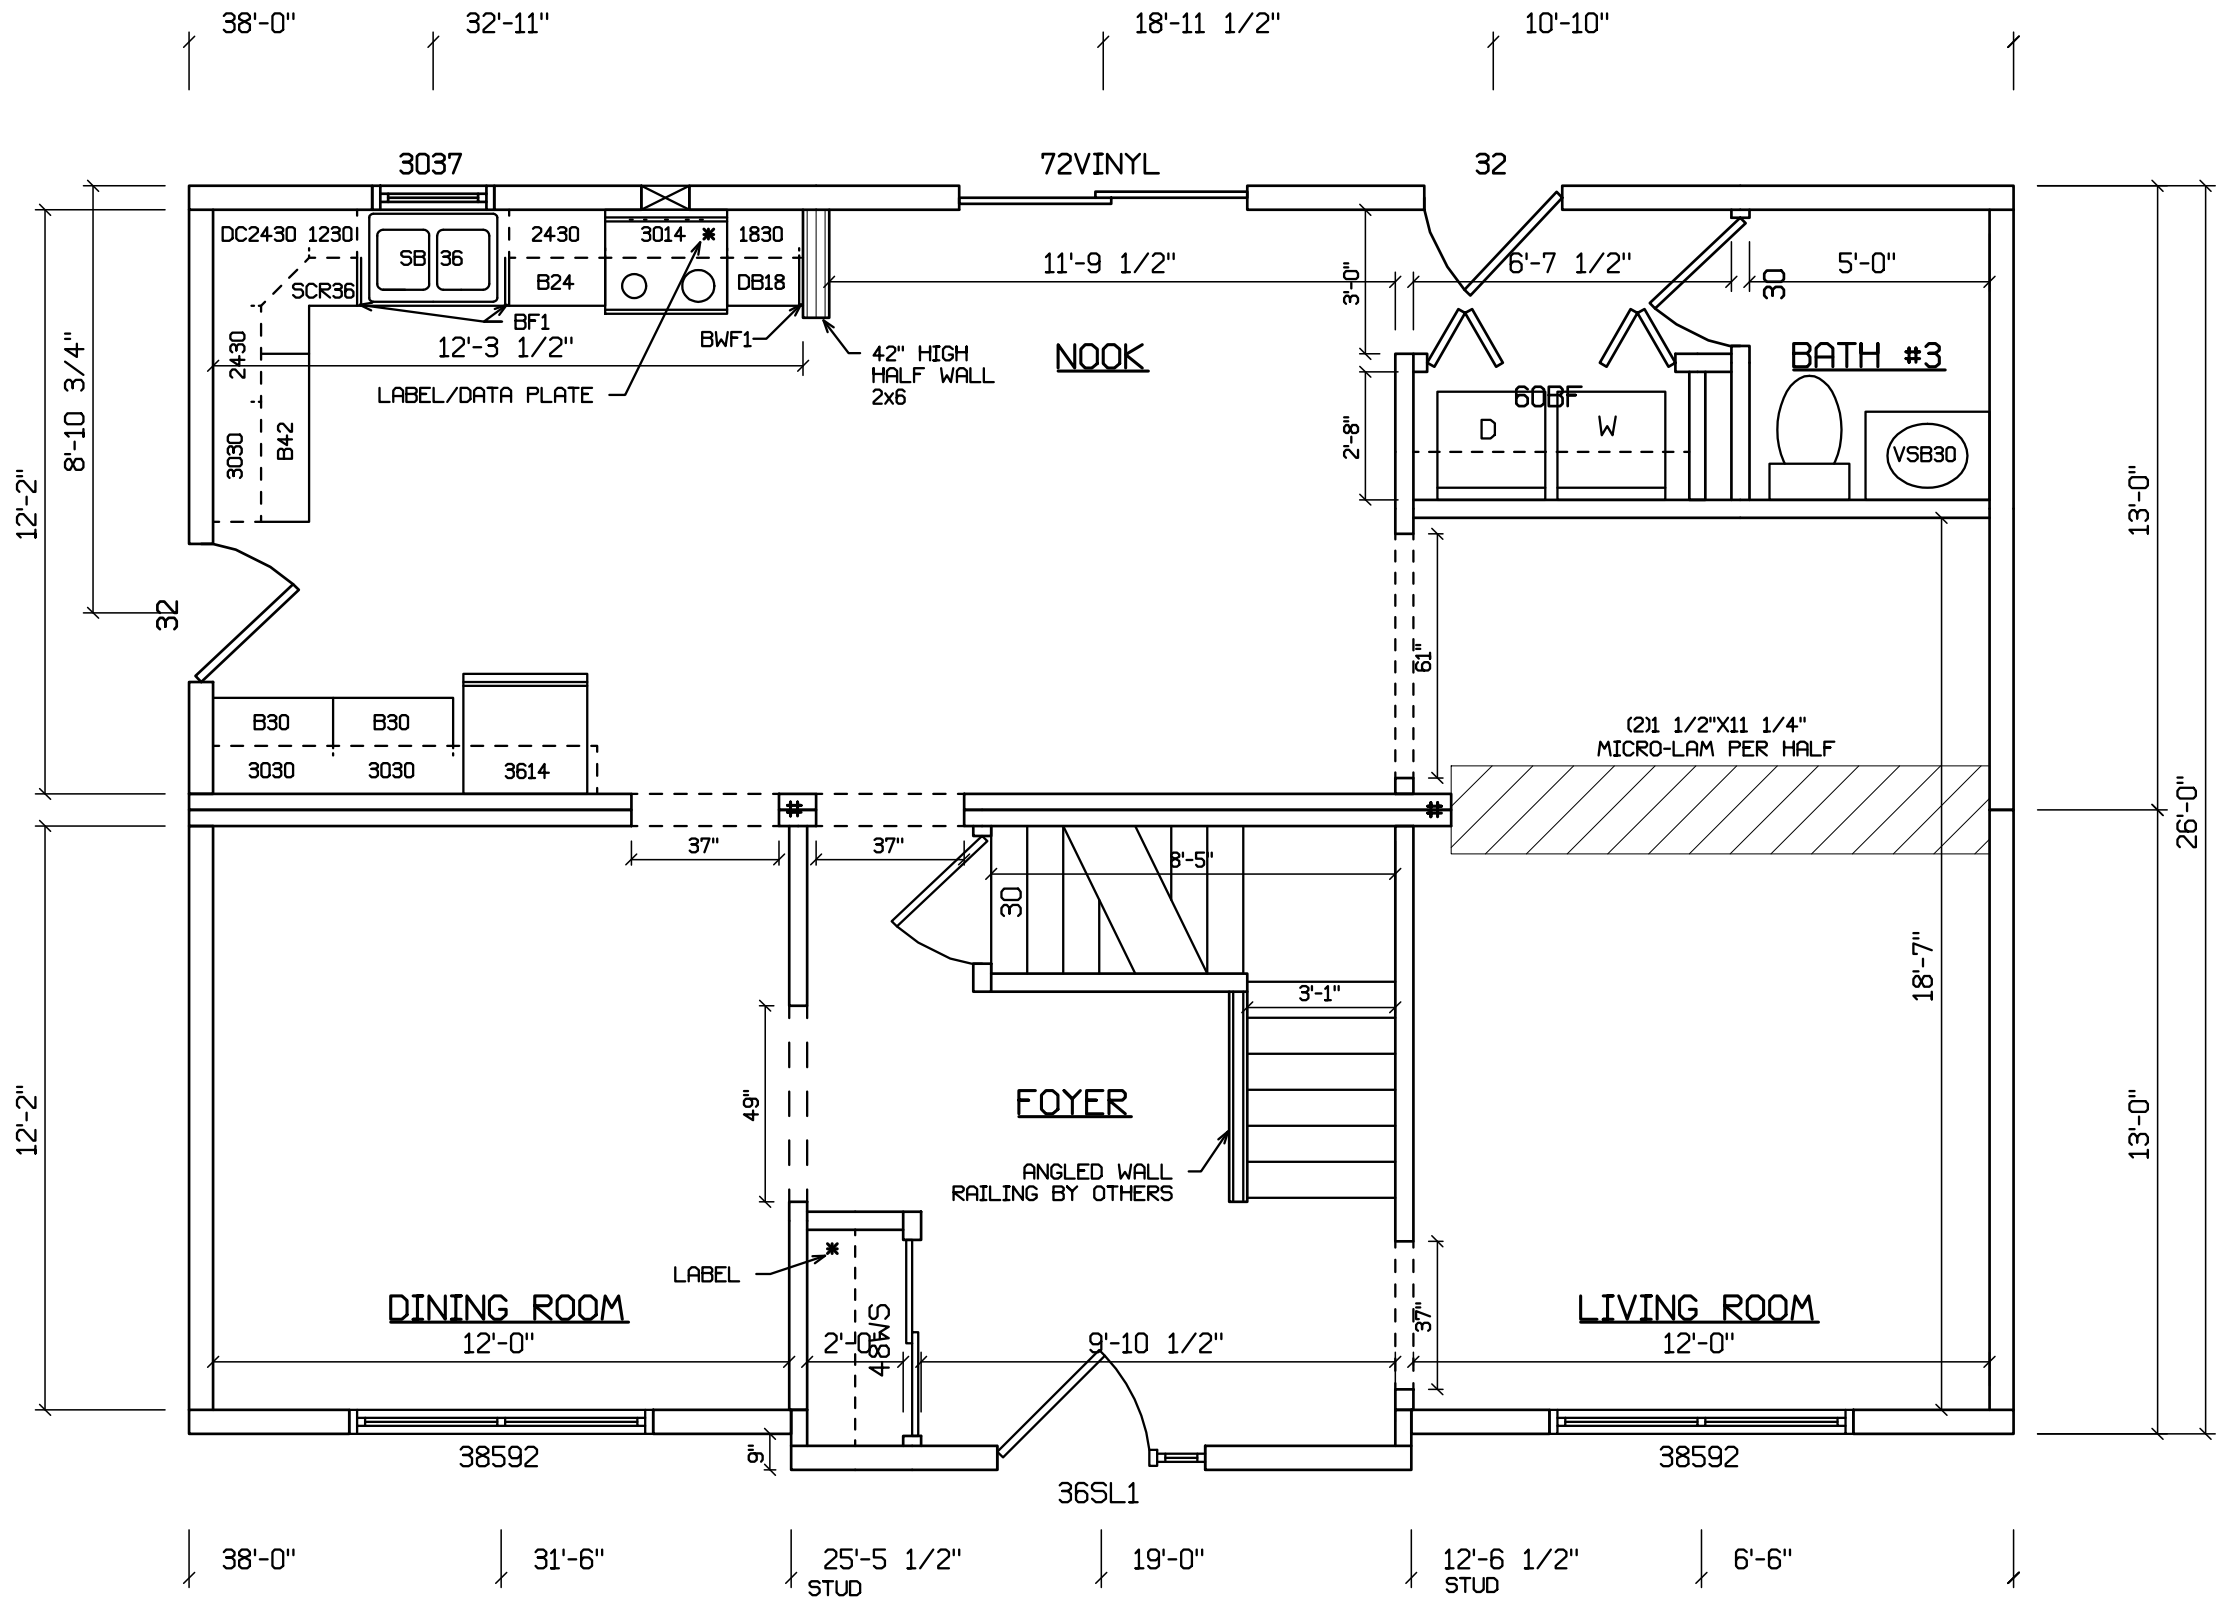 38'-0"
32'-11"
18'-11 1/2"
10'-10"
3037
72VINYL
32
DC2430
1230
SB 36
2430
3014
1830
SCR36
B24
DB18
BF1
BWF1
12'-3 1/2"
11'-9 1/2"
3'-0"
6'-7 1/2"
30
5'-0"
8'-10 3/4"
12'-2"
2430
3030
B42
LABEL/DATA PLATE
42" HIGH
HALF WALL
2x6
NOOK
BATH #3
60BF
D
W
VSB30
2'-8"
13'-0"
32
61"
B30
B30
3030
3030
3614
(2)1 1/2"X11 1/4"
MICRO-LAM PER HALF
26'-0"
#
#
37"
37"
8'-5"
30
18'-7"
3'-1"
12'-2"
49"
FOYER
13'-0"
ANGLED WALL
RAILING BY OTHERS
LABEL
DINING ROOM
12'-0"
2'-0
48WS
9'-10 1/2"
37"
LIVING ROOM
12'-0"
9"
38592
36SL1
38592
38'-0"
31'-6"
25'-5 1/2"
STUD
19'-0"
12'-6 1/2"
STUD
6'-6"